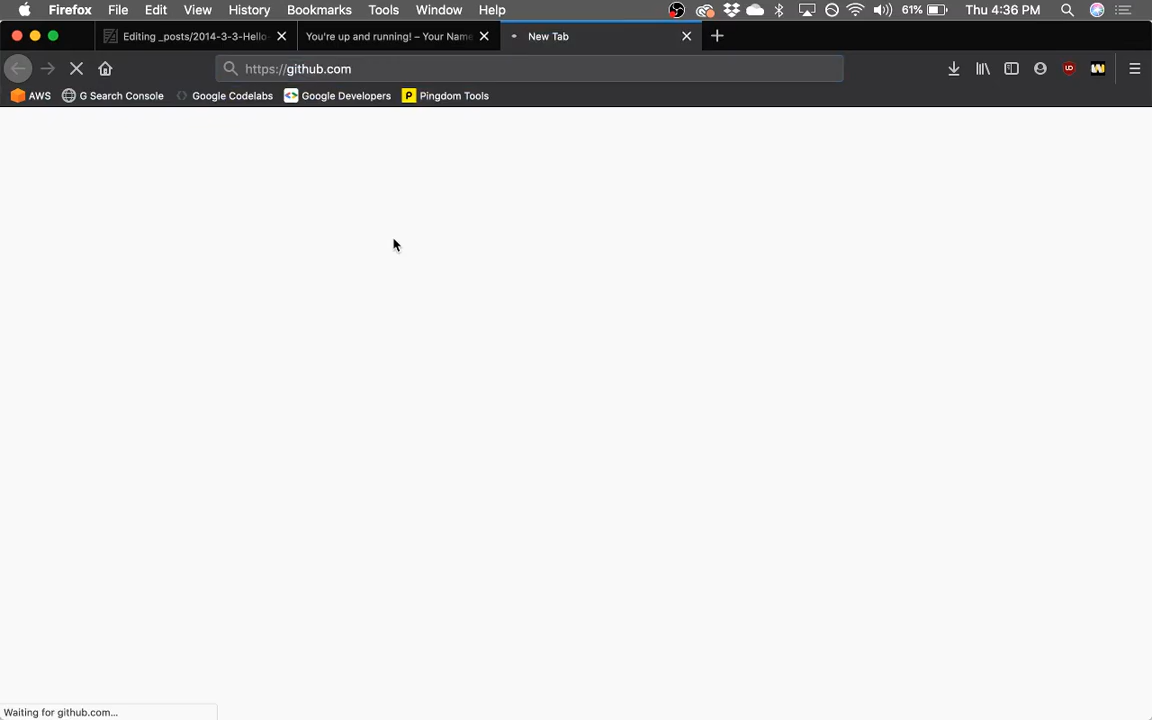 Firefox File Edit View History Bookmarks Tools Window Help 61% Thu 4:36 PM
Editing _posts/2014-3-3-Hello- You're up and running! – Your Name New Tab
https://github.com
AWS G Search Console Google Codelabs Google Developers Pingdom Tools
Waiting for github.com...